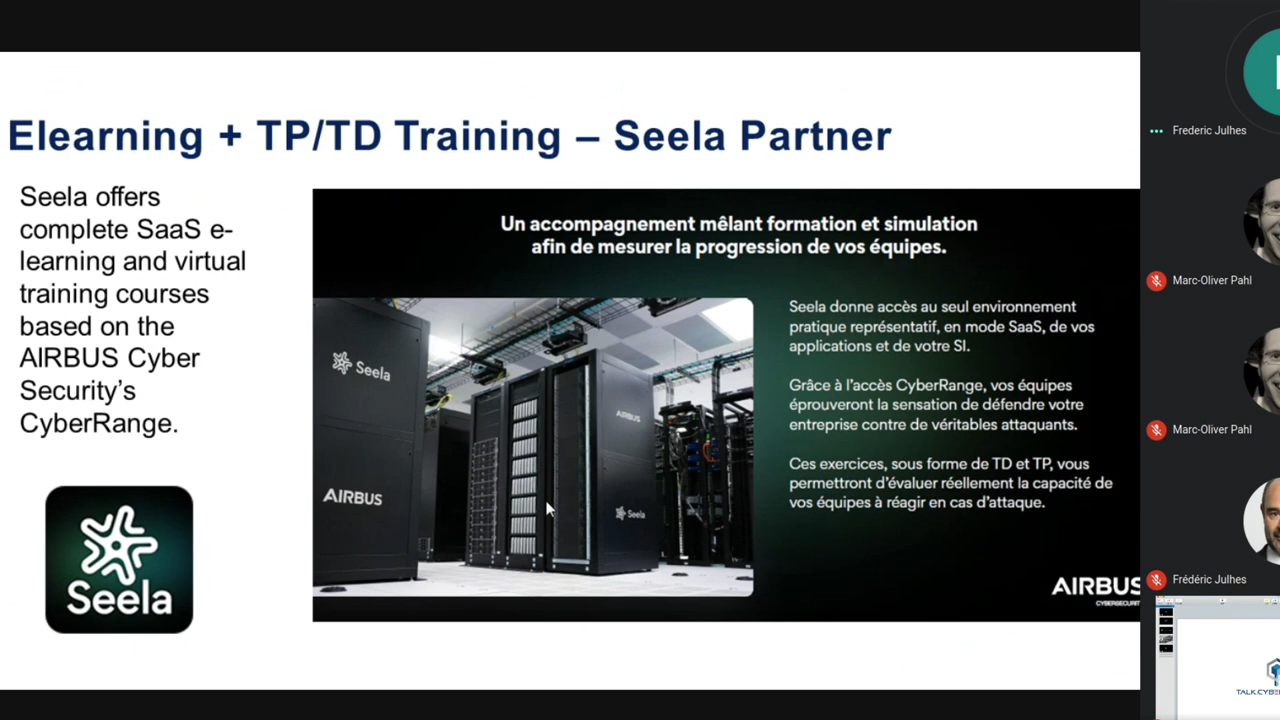 Elearning + TP/TD Training – Seela Partner
Seela offers
complete SaaS e-
learning and virtual
training courses
based on the
AIRBUS Cyber
Security’s
CyberRange.
Seela
Un accompagnement mêlant formation et simulation
afin de mesurer la progression de vos équipes.
Seela
AIRBUS
AIRBUS
Seela
Seela donne accès au seul environnement
pratique représentatif, en mode SaaS, de vos
applications et de votre SI.
Grâce à l’accès CyberRange, vos équipes
éprouveront la sensation de défendre votre
entreprise contre de véritables attaquants.
Ces exercices, sous forme de TD et TP, vous
permettront d’évaluer réellement la capacité de
vos équipes à réagir en cas d’attaque.
AIRBUS
Frederic Julhes
Marc-Oliver Pahl
Marc-Oliver Pahl
Frédéric Julhes